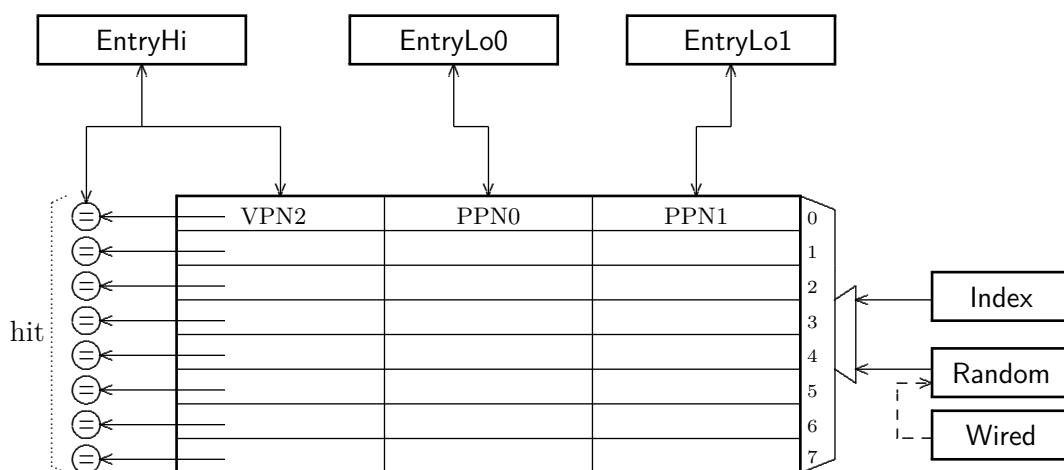 EntryHi EntryLo0 EntryLo1
VPN2 PPN0 PPN1 0
= 
= 1
= 2
Index
hit = 3
= 4
Random
= 5
= 6
Wired
= 7